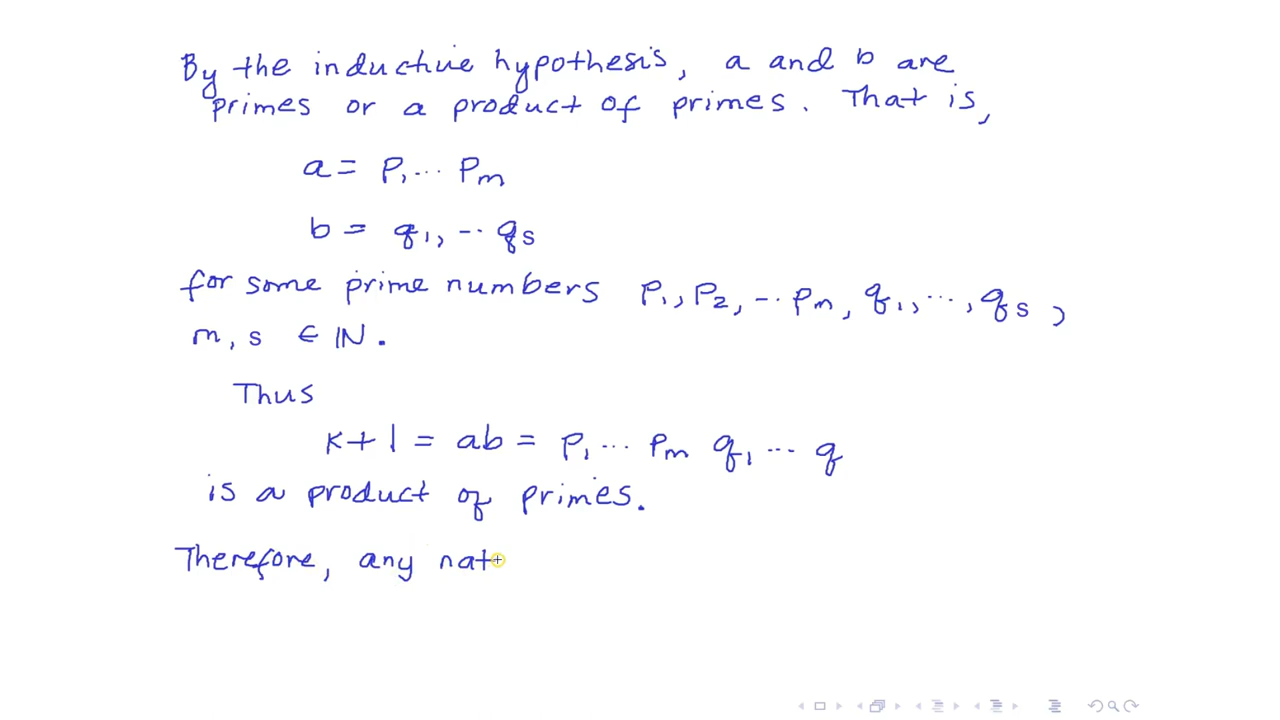 By the inductive hypothesis, a and b are
primes or a product of primes. That is,
a = p₁ ... pₘ
b = q₁, ... qₛ
for some prime numbers p₁, p₂, ... pₘ, q₁, ..., qₛ,
m, s ∈ ℕ.
Thus
k+1 = ab = p₁ ... pₘ q₁ ... q
is a product of primes.
Therefore, any nat